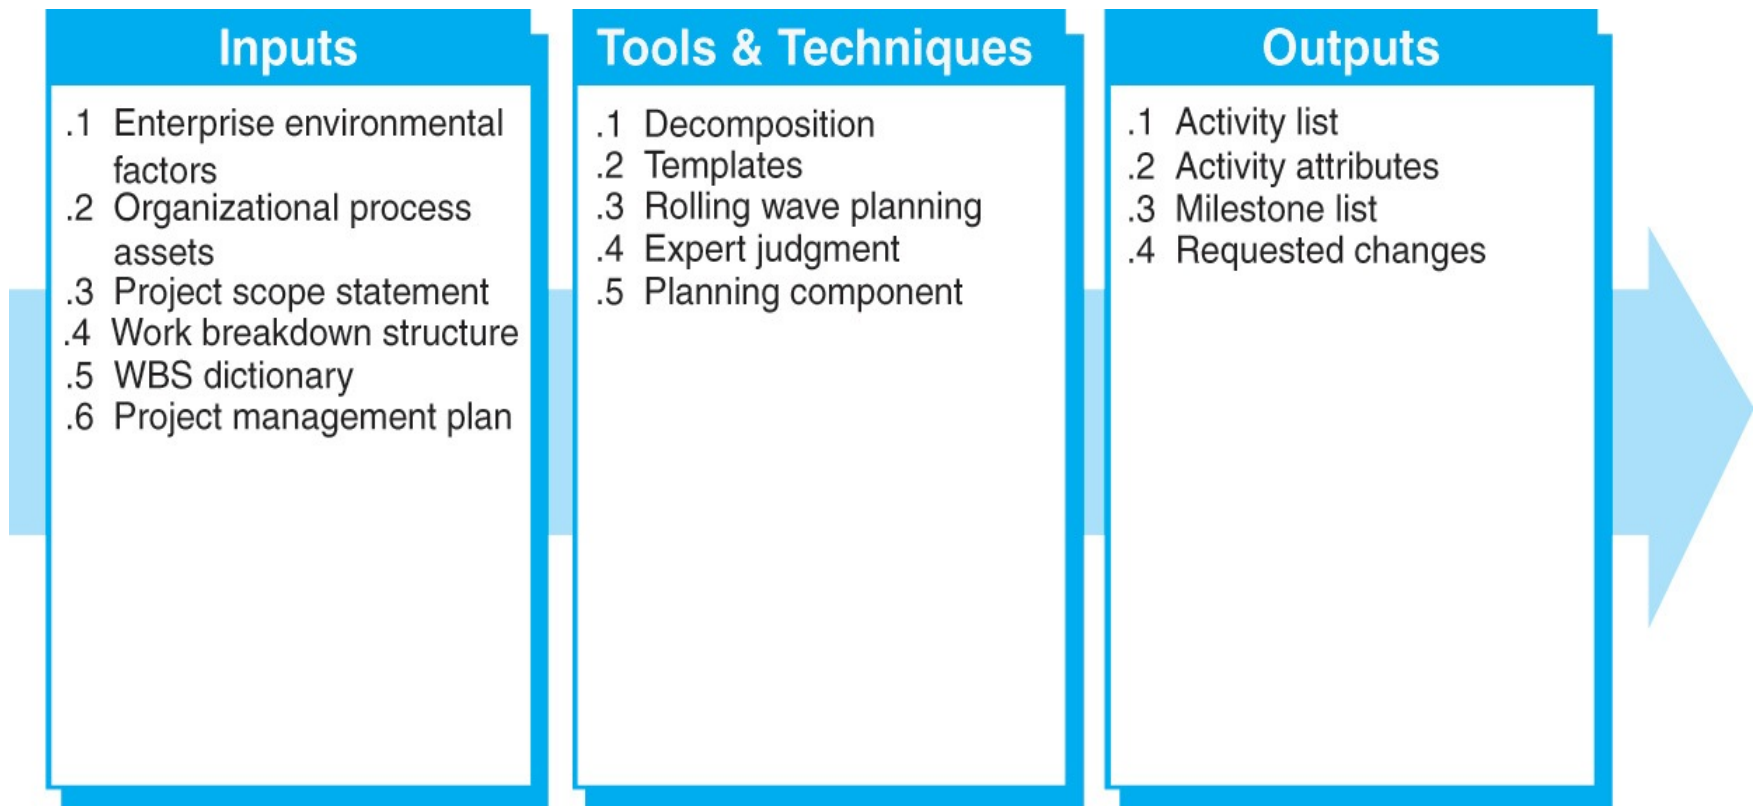 Inputs
.1 Enterprise environmental
factors
.2 Organizational process
assets
.3 Project scope statement
.4 Work breakdown structure
.5 WBS dictionary
.6 Project management plan
Tools & Techniques
.1 Decomposition
.2 Templates
.3 Rolling wave planning
.4 Expert judgment
.5 Planning component
Outputs
.1 Activity list
.2 Activity attributes
.3 Milestone list
.4 Requested changes